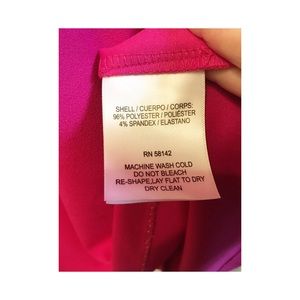 SHELL / CUERPO / CORPS:
96% POLYESTER / POLIÉSTER
4% SPANDEX / ELASTANO
RN 58142
MACHINE WASH COLD
DO NOT BLEACH
RE-SHAPE,LAY FLAT TO DRY
DRY CLEAN